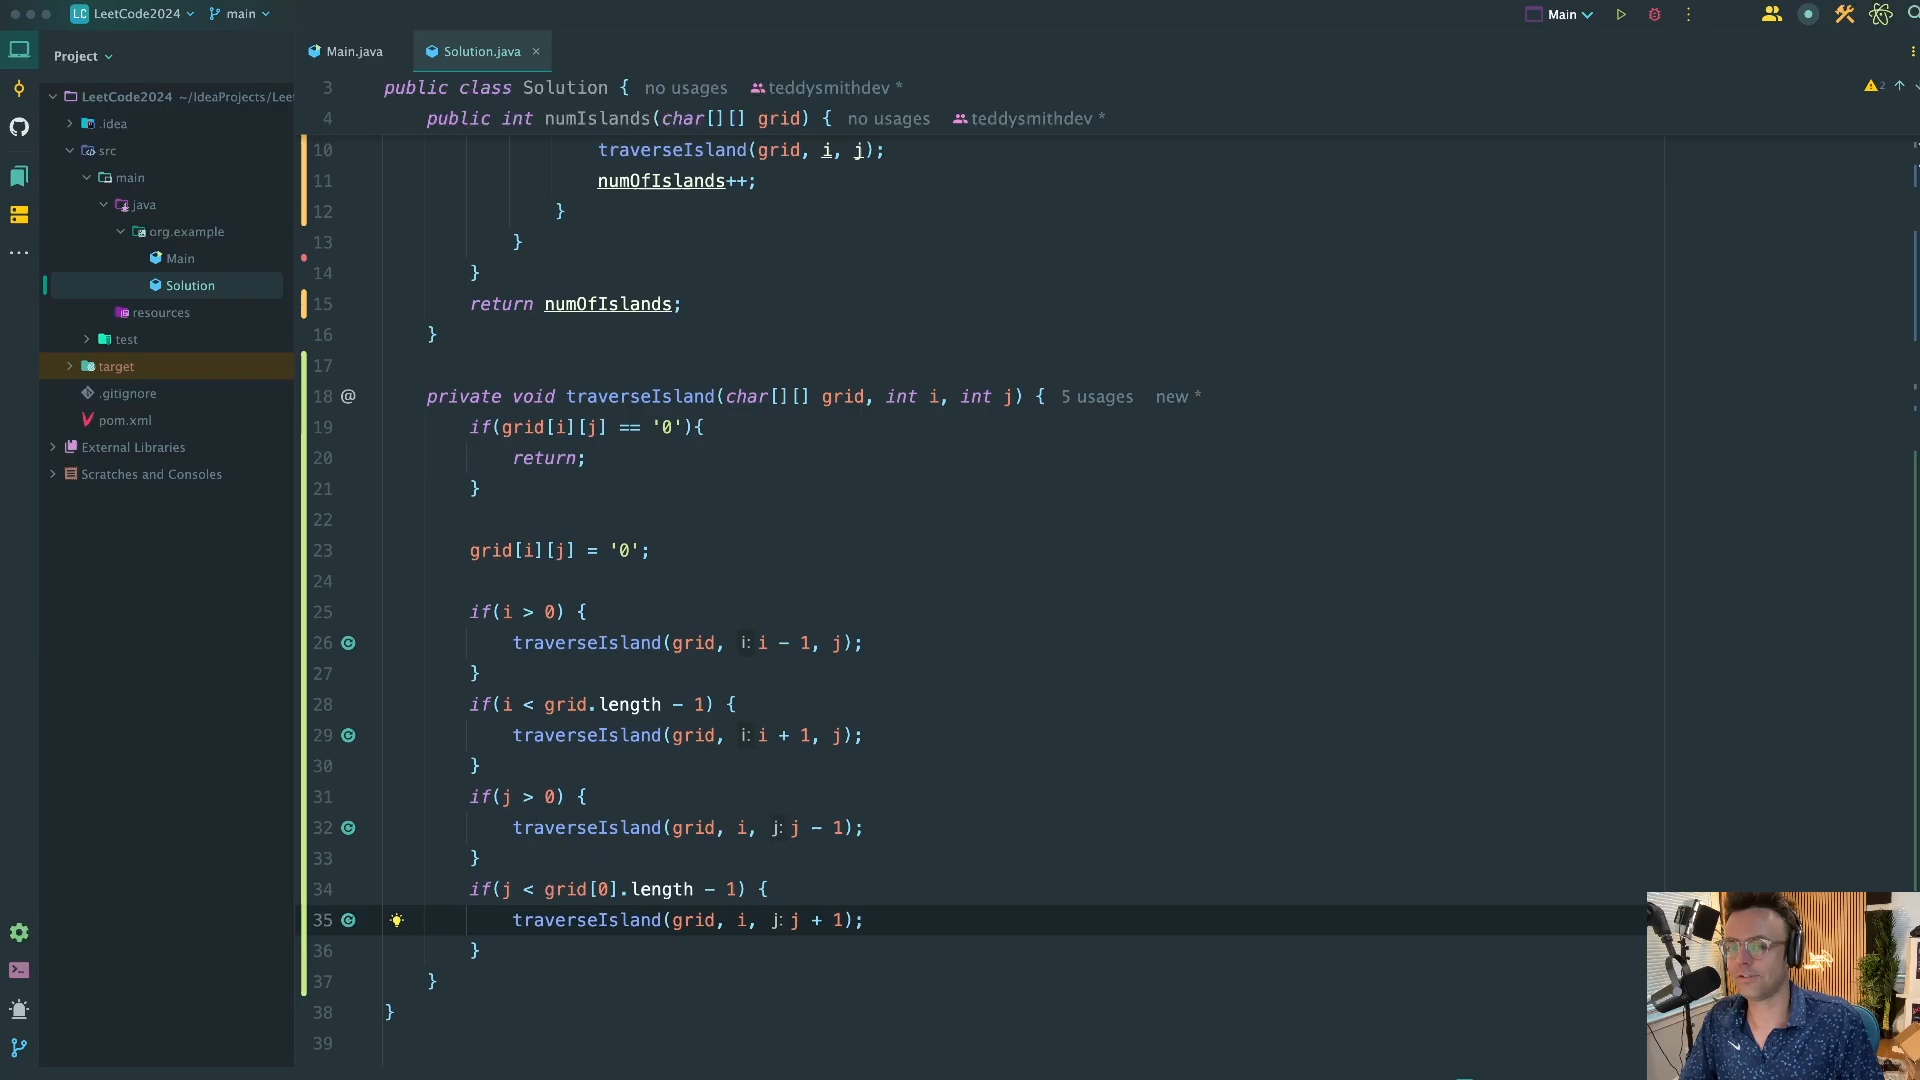 LC LeetCode2024 main Main
Project Main.java Solution.java
LeetCode2024 ~/IdeaProjects/Leet
.idea
src
main
java
org.example
Main
Solution
resources
test
target
.gitignore
pom.xml
External Libraries
Scratches and Consoles
3 public class Solution { no usages teddysmithdev *
4 public int numIslands(char[][] grid) { no usages teddysmithdev *
2
10 traverseIsland(grid, i, j);
11 numOfIslands++;
12 }
13 }
14 }
15 return numOfIslands;
16 }
17
18 @ private void traverseIsland(char[][] grid, int i, int j) { 5 usages new *
19 if(grid[i][j] == '0'){
20 return;
21 }
22
23 grid[i][j] = '0';
24
25 if(i > 0) {
26 traverseIsland(grid, i: i - 1, j);
27 }
28 if(i < grid.length - 1) {
29 traverseIsland(grid, i: i + 1, j);
30 }
31 if(j > 0) {
32 traverseIsland(grid, i, j: j - 1);
33 }
34 if(j < grid[0].length - 1) {
35 traverseIsland(grid, i, j: j + 1);
36 }
37 }
38 }
39